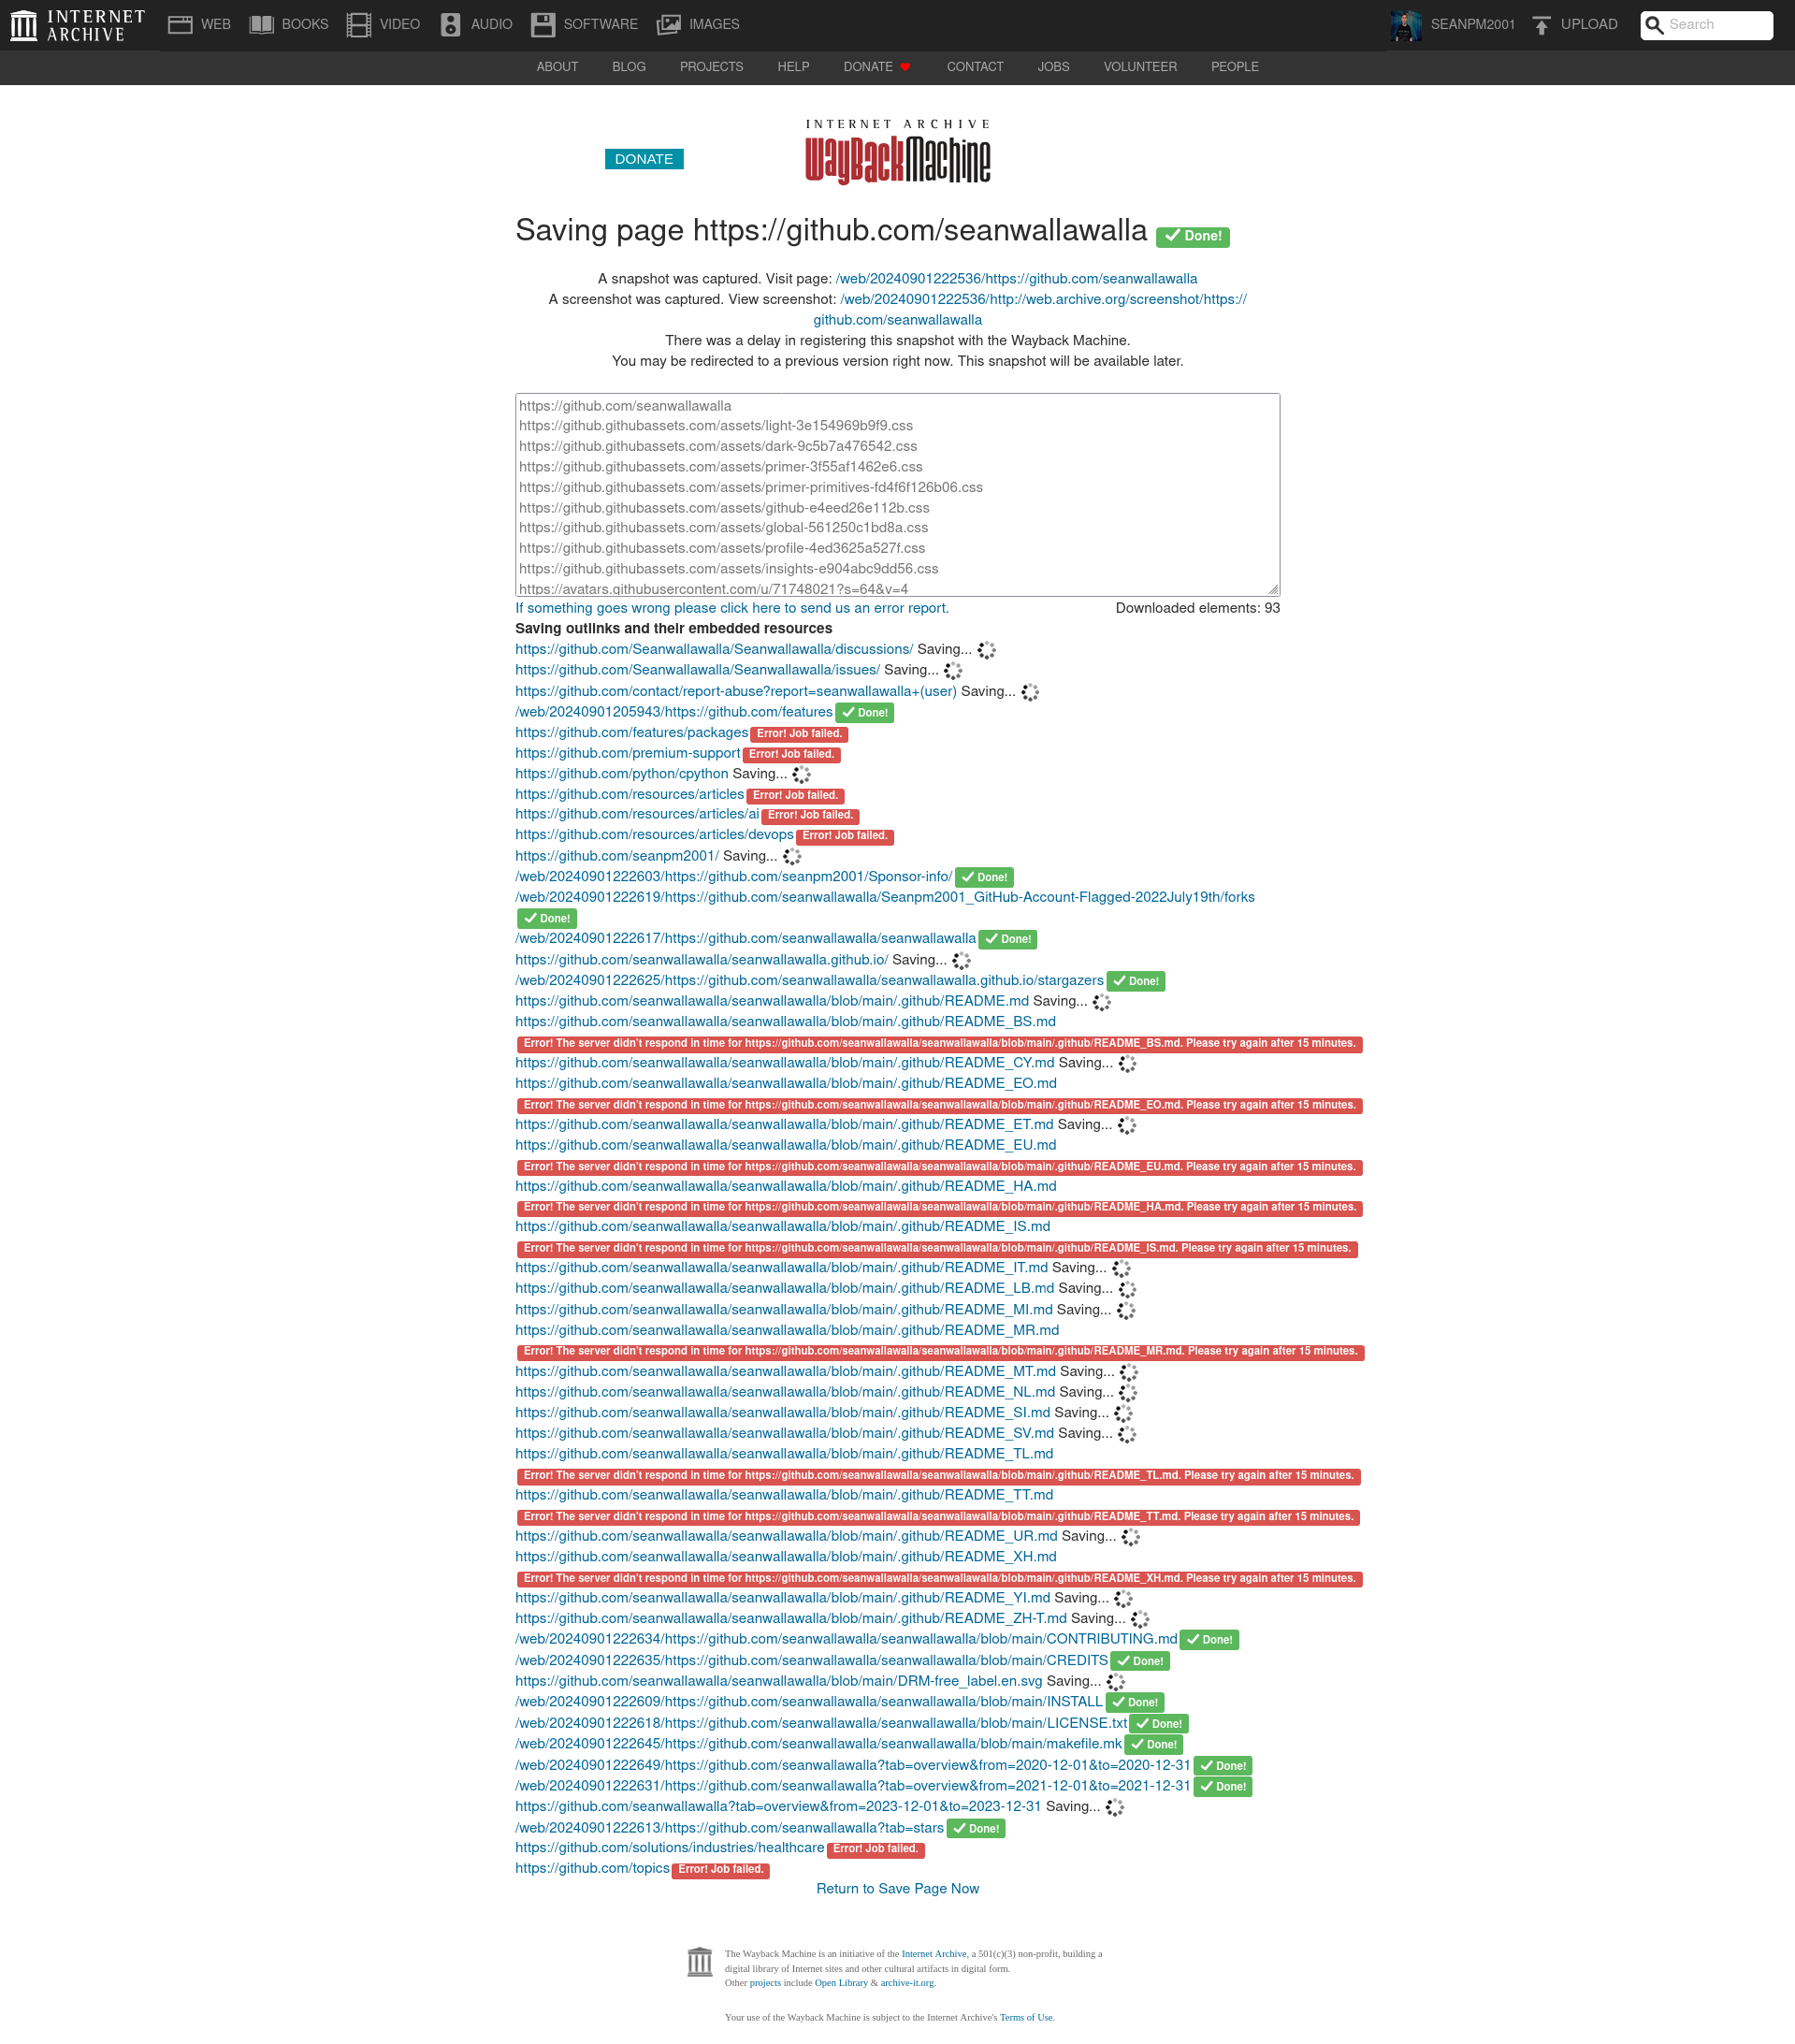 INTERNET ARCHIVE
WEB BOOKS VIDEO AUDIO SOFTWARE IMAGES SEANPM2001 UPLOAD Search
ABOUT BLOG PROJECTS HELP DONATE CONTACT JOBS VOLUNTEER PEOPLE
INTERNET ARCHIVE
DONATE
WayBackMachine
Saving page https://github.com/seanwallawalla Done!
A snapshot was captured. Visit page: /web/20240901222536/https://github.com/seanwallawalla
A screenshot was captured. View screenshot: /web/20240901222536/http://web.archive.org/screenshot/https://
github.com/seanwallawalla
There was a delay in registering this snapshot with the Wayback Machine.
You may be redirected to a previous version right now. This snapshot will be available later.
https://github.com/seanwallawalla
https://github.githubassets.com/assets/light-3e154969b9f9.css
https://github.githubassets.com/assets/dark-9c5b7a476542.css
https://github.githubassets.com/assets/primer-3f55af1462e6.css
https://github.githubassets.com/assets/primer-primitives-fd4f6f126b06.css
https://github.githubassets.com/assets/github-e4eed26e112b.css
https://github.githubassets.com/assets/global-561250c1bd8a.css
https://github.githubassets.com/assets/profile-4ed3625a527f.css
https://github.githubassets.com/assets/insights-e904abc9dd56.css
https://avatars.githubusercontent.com/u/71748021?s=64&v=4
If something goes wrong please click here to send us an error report. Downloaded elements: 93
Saving outlinks and their embedded resources
https://github.com/Seanwallawalla/Seanwallawalla/discussions/ Saving...
https://github.com/Seanwallawalla/Seanwallawalla/issues/ Saving...
https://github.com/contact/report-abuse?report=seanwallawalla+(user) Saving...
/web/20240901205943/https://github.com/features Done!
https://github.com/features/packages Error! Job failed.
https://github.com/premium-support Error! Job failed.
https://github.com/python/cpython Saving...
https://github.com/resources/articles Error! Job failed.
https://github.com/resources/articles/ai Error! Job failed.
https://github.com/resources/articles/devops Error! Job failed.
https://github.com/seanpm2001/ Saving...
/web/20240901222603/https://github.com/seanpm2001/Sponsor-info/ Done!
/web/20240901222619/https://github.com/seanwallawalla/Seanpm2001_GitHub-Account-Flagged-2022July19th/forks
Done!
/web/20240901222617/https://github.com/seanwallawalla/seanwallawalla Done!
https://github.com/seanwallawalla/seanwallawalla.github.io/ Saving...
/web/20240901222625/https://github.com/seanwallawalla/seanwallawalla.github.io/stargazers Done!
https://github.com/seanwallawalla/seanwallawalla/blob/main/.github/README.md Saving...
https://github.com/seanwallawalla/seanwallawalla/blob/main/.github/README_BS.md
Error! The server didn't respond in time for https://github.com/seanwallawalla/seanwallawalla/blob/main/.github/README_BS.md. Please try again after 15 minutes.
https://github.com/seanwallawalla/seanwallawalla/blob/main/.github/README_CY.md Saving...
https://github.com/seanwallawalla/seanwallawalla/blob/main/.github/README_EO.md
Error! The server didn't respond in time for https://github.com/seanwallawalla/seanwallawalla/blob/main/.github/README_EO.md. Please try again after 15 minutes.
https://github.com/seanwallawalla/seanwallawalla/blob/main/.github/README_ET.md Saving...
https://github.com/seanwallawalla/seanwallawalla/blob/main/.github/README_EU.md
Error! The server didn't respond in time for https://github.com/seanwallawalla/seanwallawalla/blob/main/.github/README_EU.md. Please try again after 15 minutes.
https://github.com/seanwallawalla/seanwallawalla/blob/main/.github/README_HA.md
Error! The server didn't respond in time for https://github.com/seanwallawalla/seanwallawalla/blob/main/.github/README_HA.md. Please try again after 15 minutes.
https://github.com/seanwallawalla/seanwallawalla/blob/main/.github/README_IS.md
Error! The server didn't respond in time for https://github.com/seanwallawalla/seanwallawalla/blob/main/.github/README_IS.md. Please try again after 15 minutes.
https://github.com/seanwallawalla/seanwallawalla/blob/main/.github/README_IT.md Saving...
https://github.com/seanwallawalla/seanwallawalla/blob/main/.github/README_LB.md Saving...
https://github.com/seanwallawalla/seanwallawalla/blob/main/.github/README_MI.md Saving...
https://github.com/seanwallawalla/seanwallawalla/blob/main/.github/README_MR.md
Error! The server didn't respond in time for https://github.com/seanwallawalla/seanwallawalla/blob/main/.github/README_MR.md. Please try again after 15 minutes.
https://github.com/seanwallawalla/seanwallawalla/blob/main/.github/README_MT.md Saving...
https://github.com/seanwallawalla/seanwallawalla/blob/main/.github/README_NL.md Saving...
https://github.com/seanwallawalla/seanwallawalla/blob/main/.github/README_SI.md Saving...
https://github.com/seanwallawalla/seanwallawalla/blob/main/.github/README_SV.md Saving...
https://github.com/seanwallawalla/seanwallawalla/blob/main/.github/README_TL.md
Error! The server didn't respond in time for https://github.com/seanwallawalla/seanwallawalla/blob/main/.github/README_TL.md. Please try again after 15 minutes.
https://github.com/seanwallawalla/seanwallawalla/blob/main/.github/README_TT.md
Error! The server didn't respond in time for https://github.com/seanwallawalla/seanwallawalla/blob/main/.github/README_TT.md. Please try again after 15 minutes.
https://github.com/seanwallawalla/seanwallawalla/blob/main/.github/README_UR.md Saving...
https://github.com/seanwallawalla/seanwallawalla/blob/main/.github/README_XH.md
Error! The server didn't respond in time for https://github.com/seanwallawalla/seanwallawalla/blob/main/.github/README_XH.md. Please try again after 15 minutes.
https://github.com/seanwallawalla/seanwallawalla/blob/main/.github/README_YI.md Saving...
https://github.com/seanwallawalla/seanwallawalla/blob/main/.github/README_ZH-T.md Saving...
/web/20240901222634/https://github.com/seanwallawalla/seanwallawalla/blob/main/CONTRIBUTING.md Done!
/web/20240901222635/https://github.com/seanwallawalla/seanwallawalla/blob/main/CREDITS Done!
https://github.com/seanwallawalla/seanwallawalla/blob/main/DRM-free_label.en.svg Saving...
/web/20240901222609/https://github.com/seanwallawalla/seanwallawalla/blob/main/INSTALL Done!
/web/20240901222618/https://github.com/seanwallawalla/seanwallawalla/blob/main/LICENSE.txt Done!
/web/20240901222645/https://github.com/seanwallawalla/seanwallawalla/blob/main/makefile.mk Done!
/web/20240901222649/https://github.com/seanwallawalla?tab=overview&from=2020-12-01&to=2020-12-31 Done!
/web/20240901222631/https://github.com/seanwallawalla?tab=overview&from=2021-12-01&to=2021-12-31 Done!
https://github.com/seanwallawalla?tab=overview&from=2023-12-01&to=2023-12-31 Saving...
/web/20240901222613/https://github.com/seanwallawalla?tab=stars Done!
https://github.com/solutions/industries/healthcare Error! Job failed.
https://github.com/topics Error! Job failed.
Return to Save Page Now
The Wayback Machine is an initiative of the Internet Archive, a 501(c)(3) non-profit, building a
digital library of Internet sites and other cultural artifacts in digital form.
Other projects include Open Library & archive-it.org.
Your use of the Wayback Machine is subject to the Internet Archive's Terms of Use.